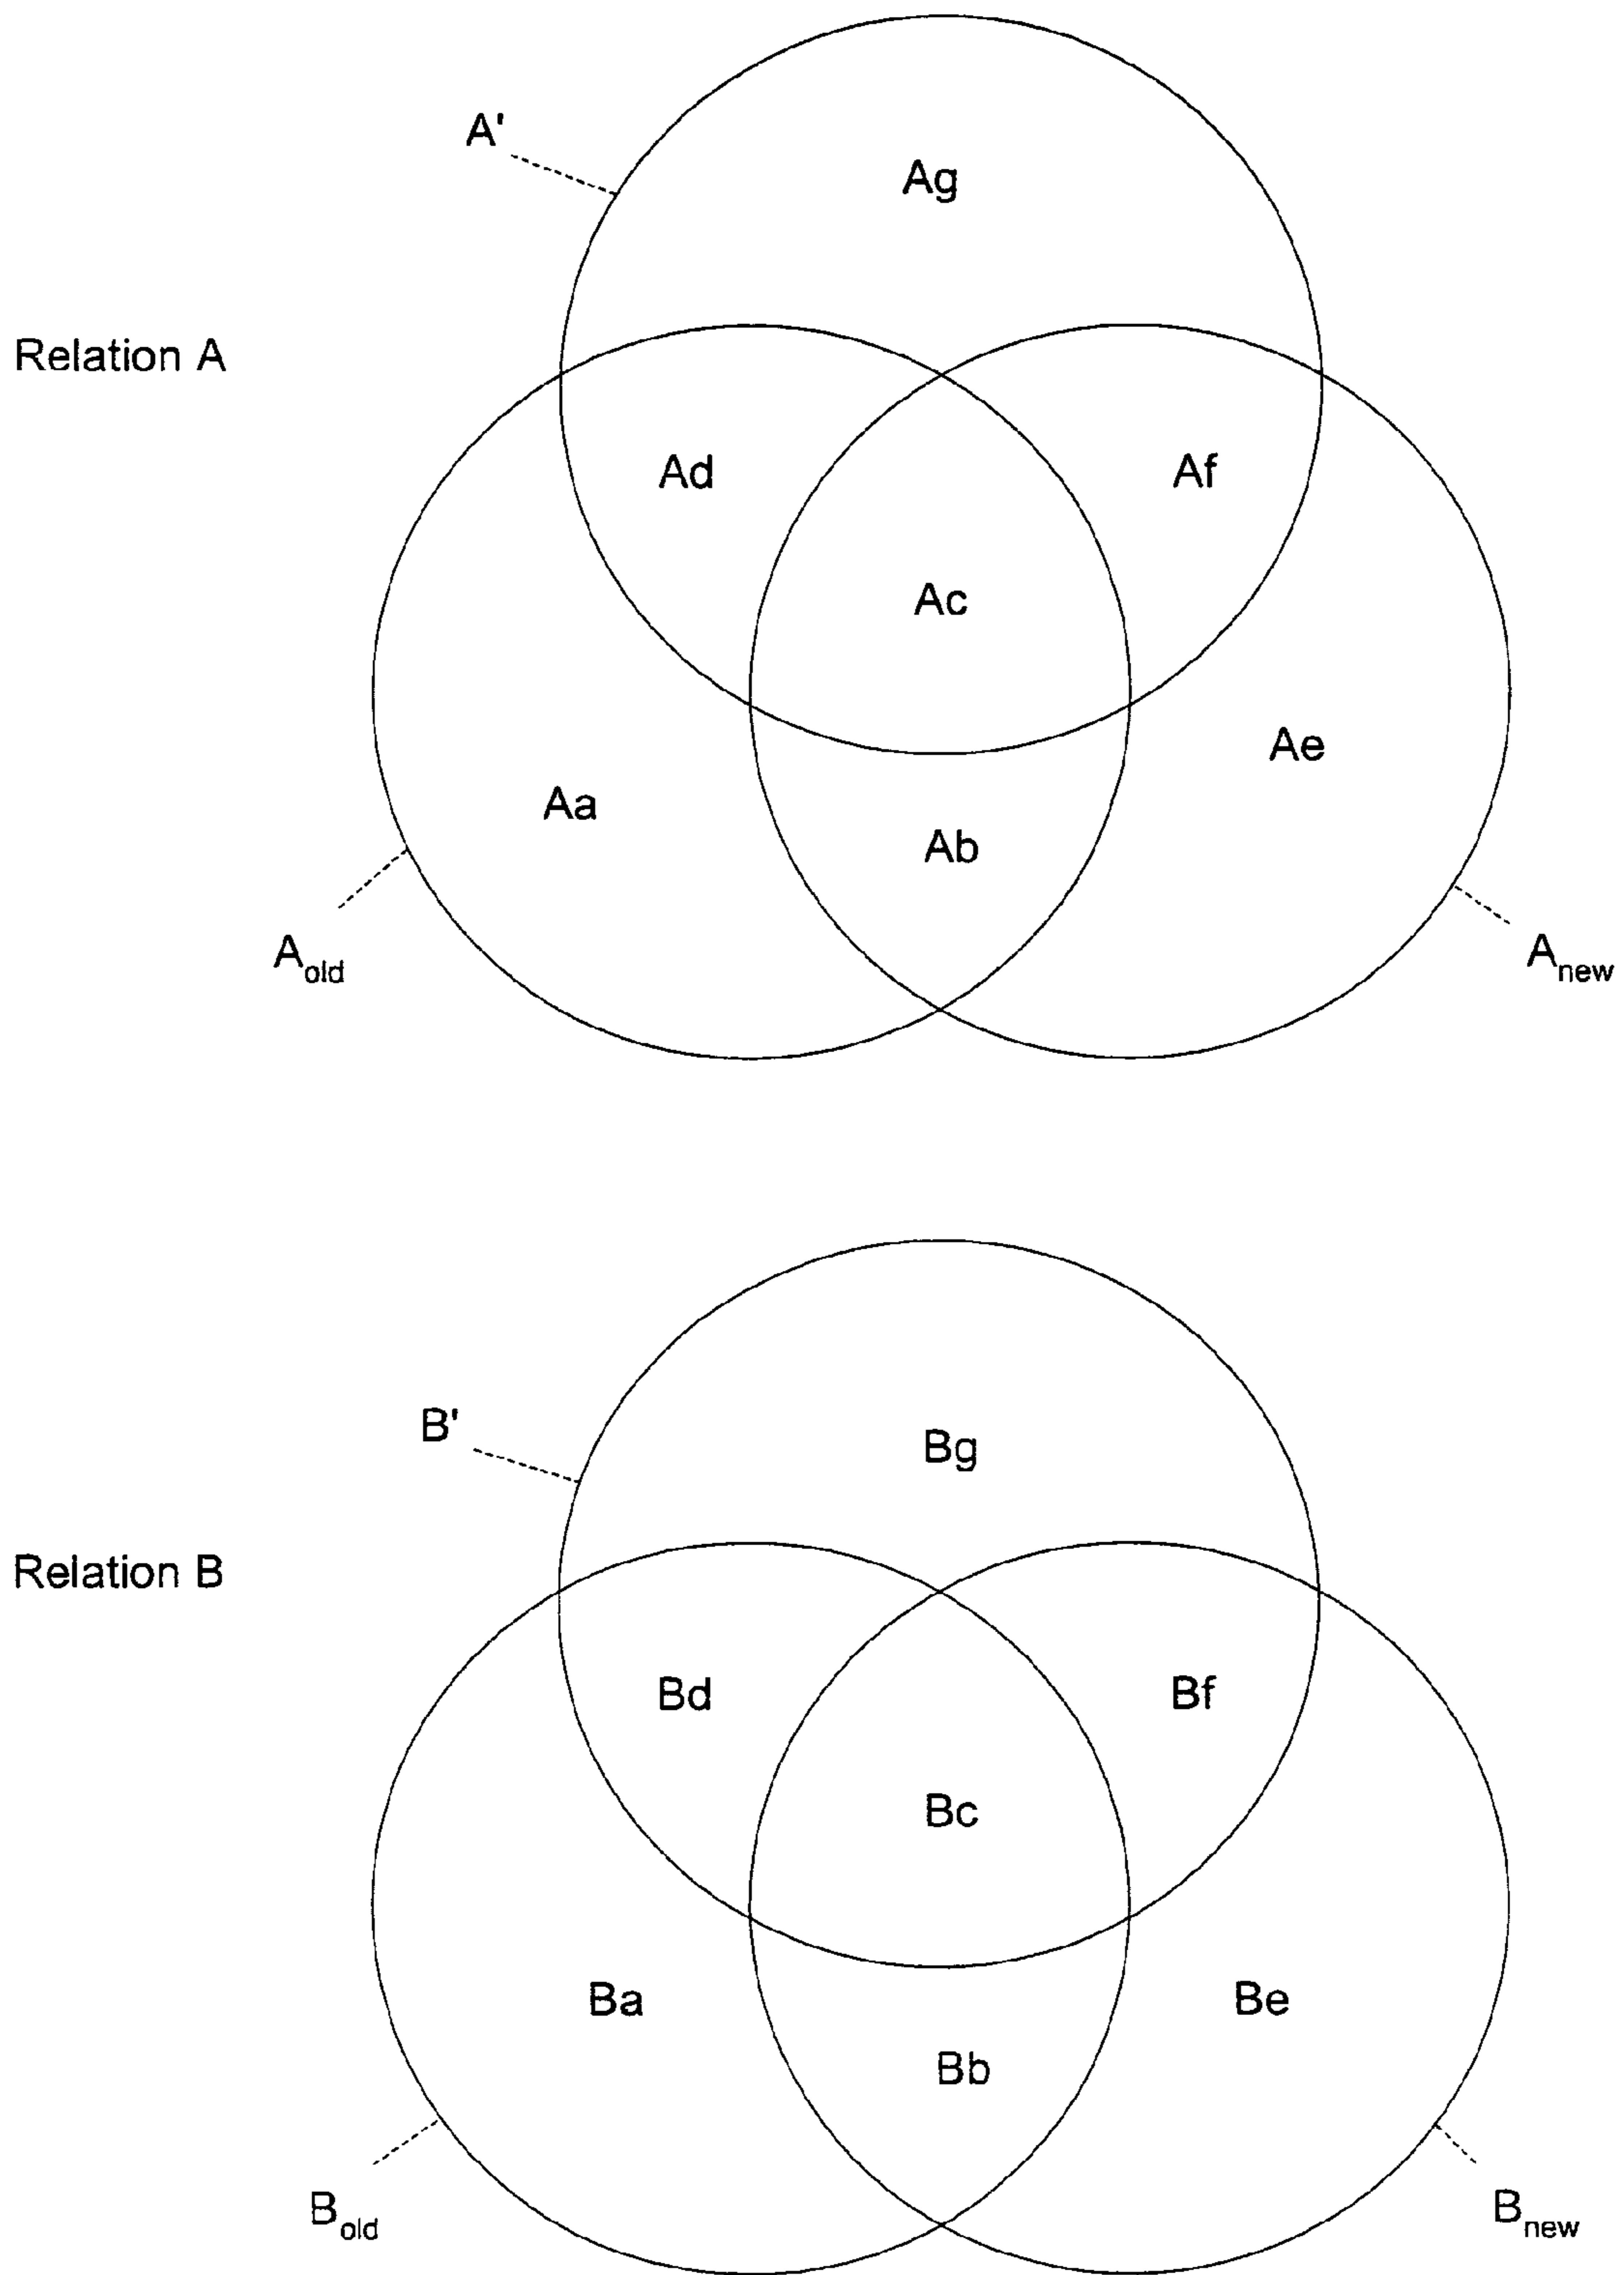 A'
Ag
Relation A
Ad
Af
Ac
Ae
Aa
Ab
Aold
Anew
B'
Bg
Relation B
Bd
Bf
Bc
Ba
Be
Bb
Bold
Bnew